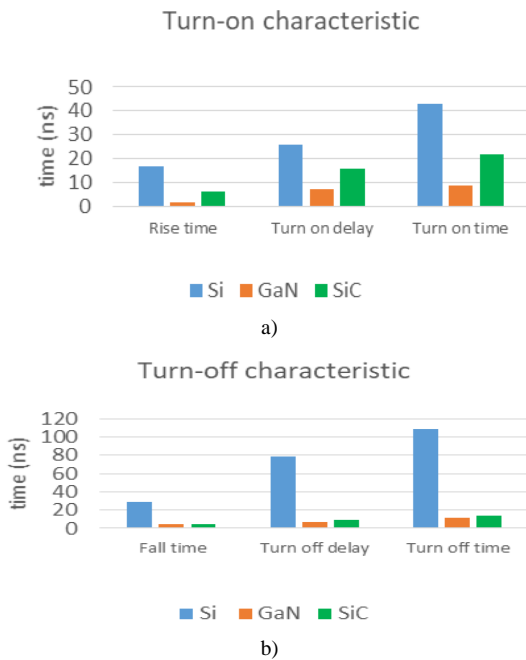 Turn-on characteristic
50
40
30
20
10
0
time (ns)
Rise time Turn on delay Turn on time
Si GaN SiC
a)
Turn-off characteristic
120
100
80
60
40
20
0
time (ns)
Fall time Turn off delay Turn off time
Si GaN SiC
b)